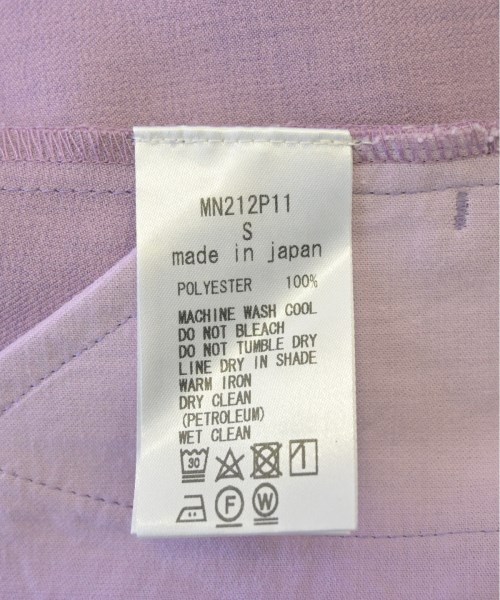 MN212P11
S
made in japan
POLYESTER 100%
MACHINE WASH COOL
DO NOT BLEACH
DO NOT TUMBLE DRY
LINE DRY IN SHADE
WARM IRON
DRY CLEAN
(PETROLEUM)
WET CLEAN
30
F W